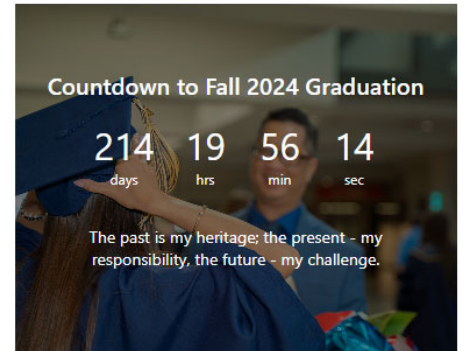 Countdown to Fall 2024 Graduation
214 19 56 14
days hrs min sec
The past is my heritage; the present - my
responsibility, the future - my challenge.